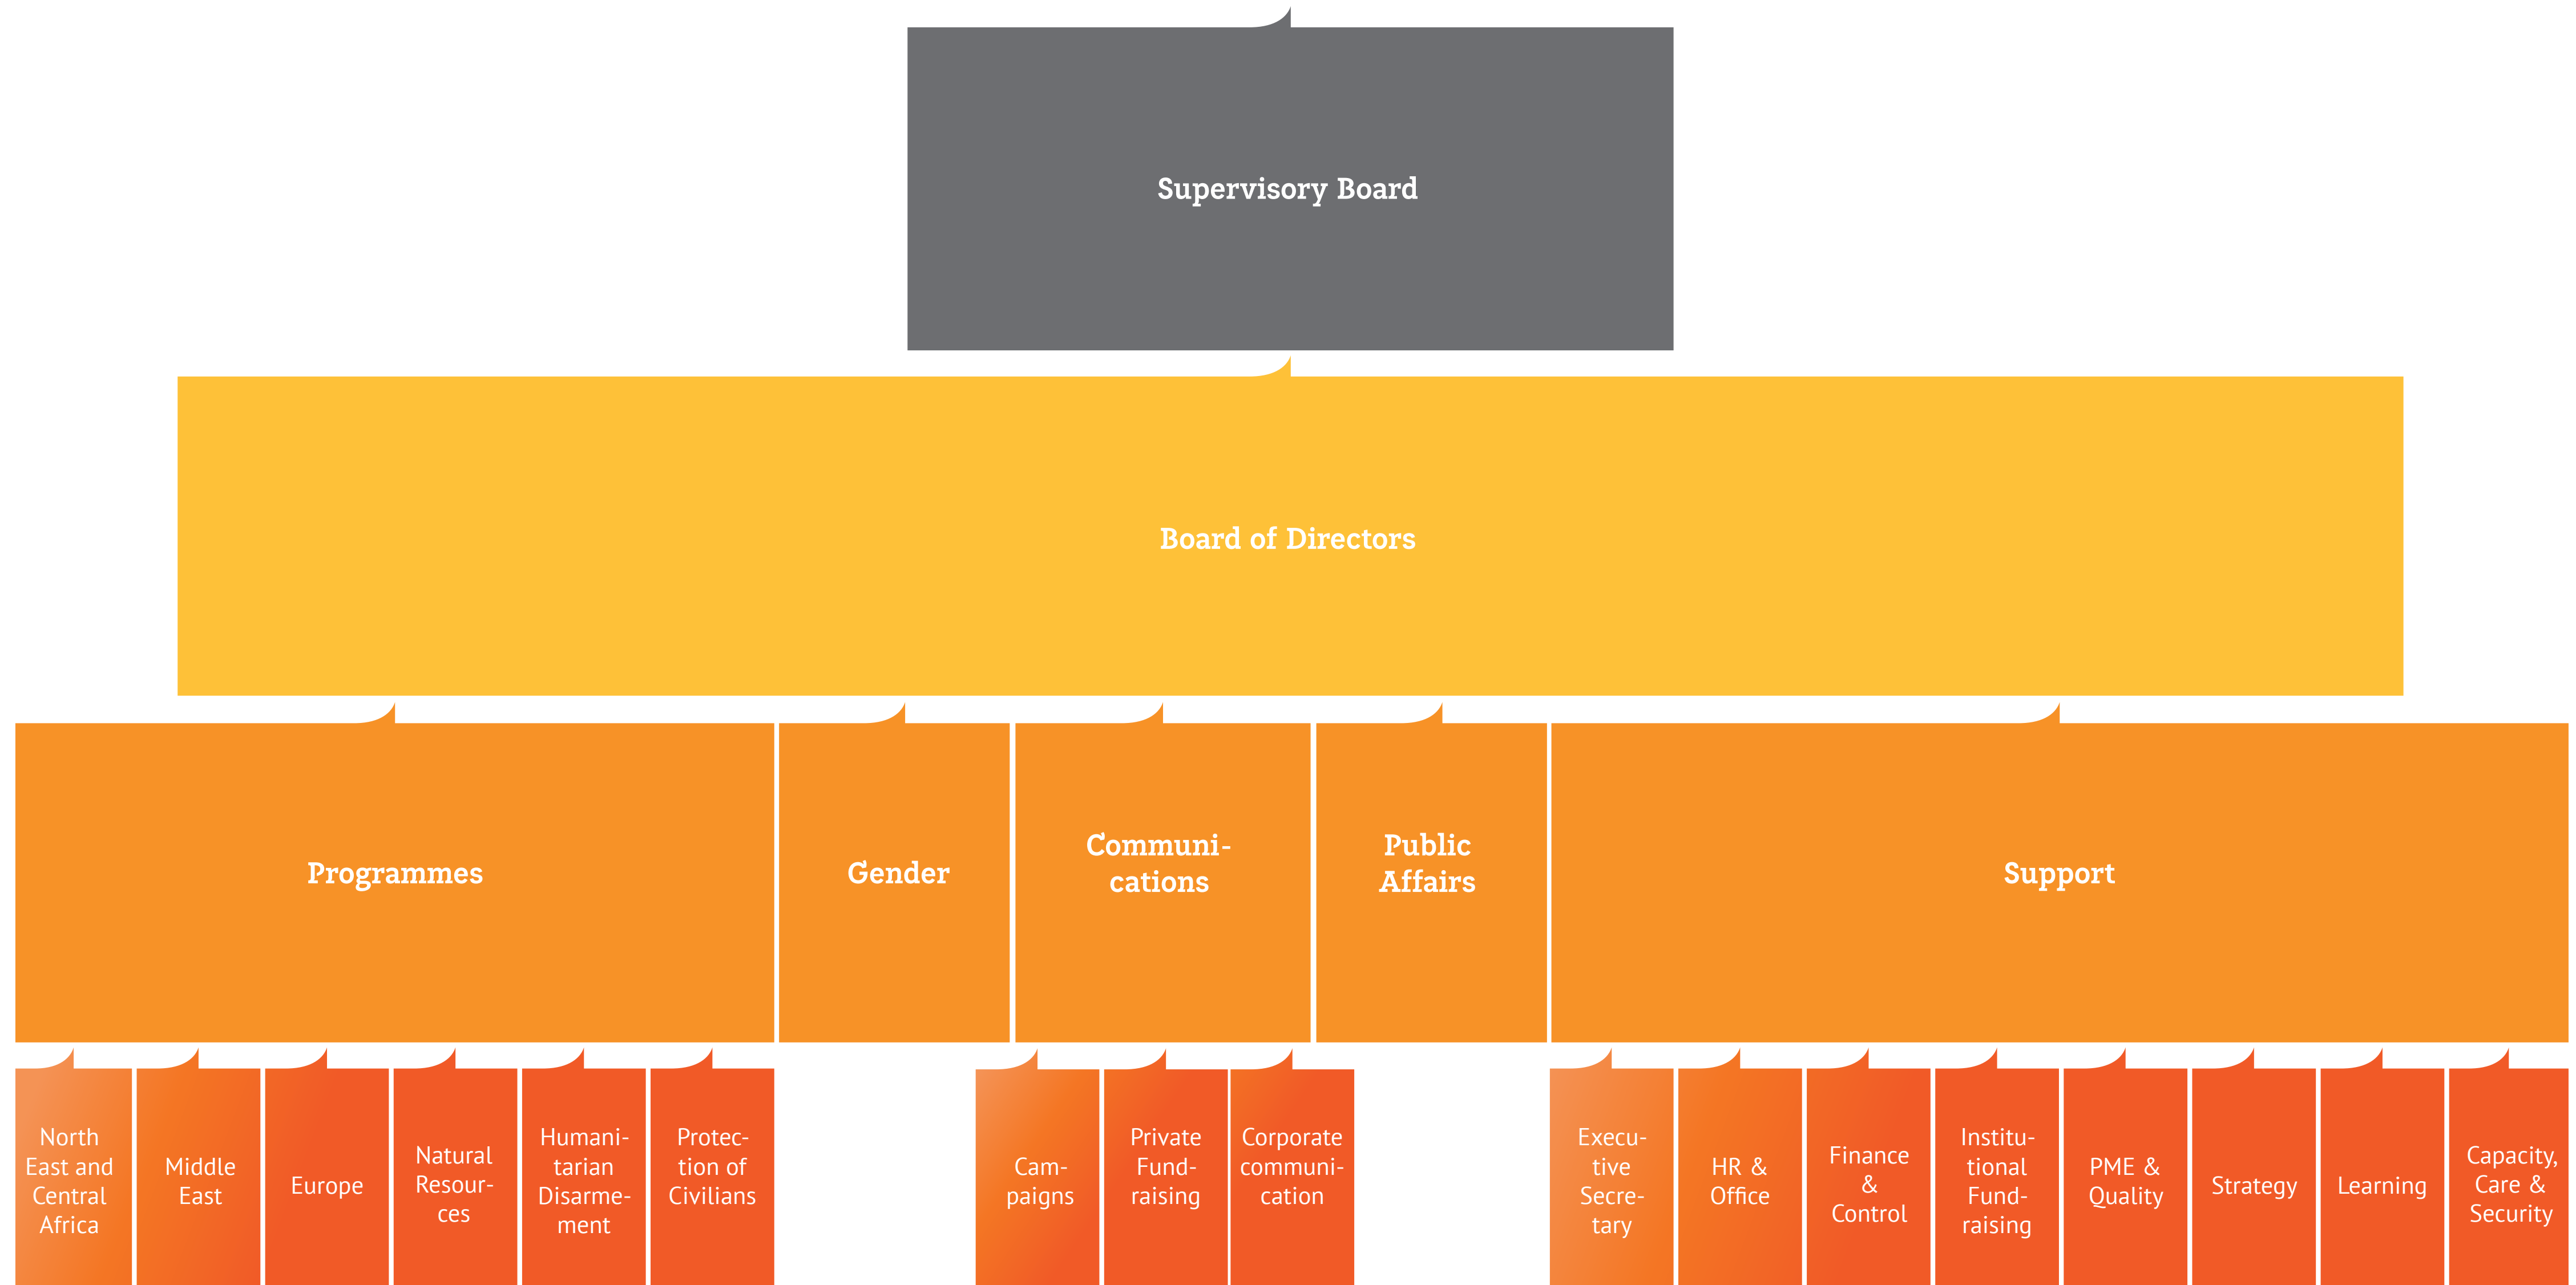 Supervisory Board
Board of Directors
Programmes
Gender
Communi-
cations
Public
Affairs
Support
North
East and
Central
Africa
Middle
East
Europe
Natural
Resour-
ces
Humani-
tarian
Disarme-
ment
Protec-
tion of
Civilians
Cam-
paigns
Private
Fund-
raising
Corporate
communi-
cation
Execu-
tive
Secre-
tary
HR &
Office
Finance
&
Control
Institu-
tional
Fund-
raising
PME &
Quality
Strategy
Learning
Capacity,
Care &
Security